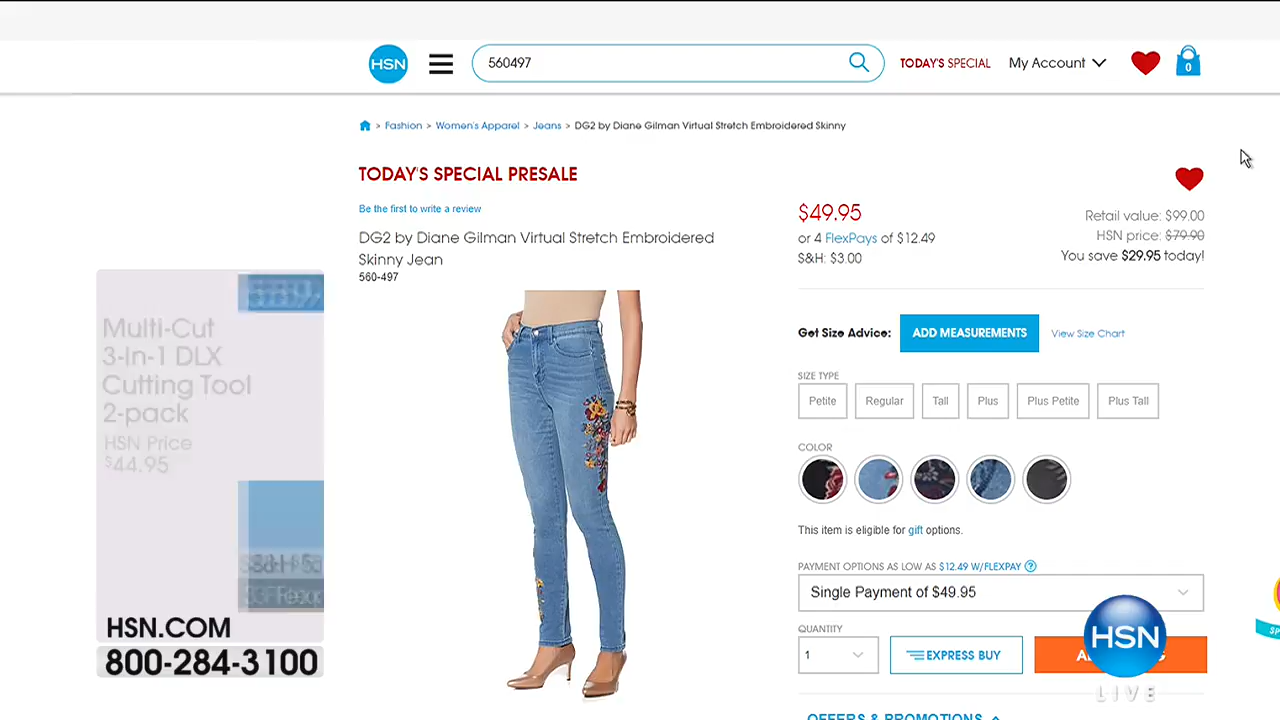 HSN
560497
TODAY'S SPECIAL
My Account
0
> Fashion > Women's Apparel > Jeans > DG2 by Diane Gilman Virtual Stretch Embroidered Skinny
TODAY'S SPECIAL PRESALE
Be the first to write a review
DG2 by Diane Gilman Virtual Stretch Embroidered
Skinny Jean
560-497
$49.95
or 4 FlexPays of $12.49
S&H: $3.00
Retail value: $99.00
HSN price: $79.90
You save $29.95 today!
Get Size Advice:
ADD MEASUREMENTS
View Size Chart
SIZE TYPE
Petite
Regular
Tall
Plus
Plus Petite
Plus Tall
COLOR
This item is eligible for gift options.
PAYMENT OPTIONS AS LOW AS $12.49 W/FLEXPAY ?
Single Payment of $49.95
QUANTITY
1
EXPRESS BUY
OFFERS & PROMOTIONS
Multi-Cut
3-In-1 DLX
Cutting Tool
2-pack
HSN Price
$44.95
HSN.COM
800-284-3100
HSN
LIVE